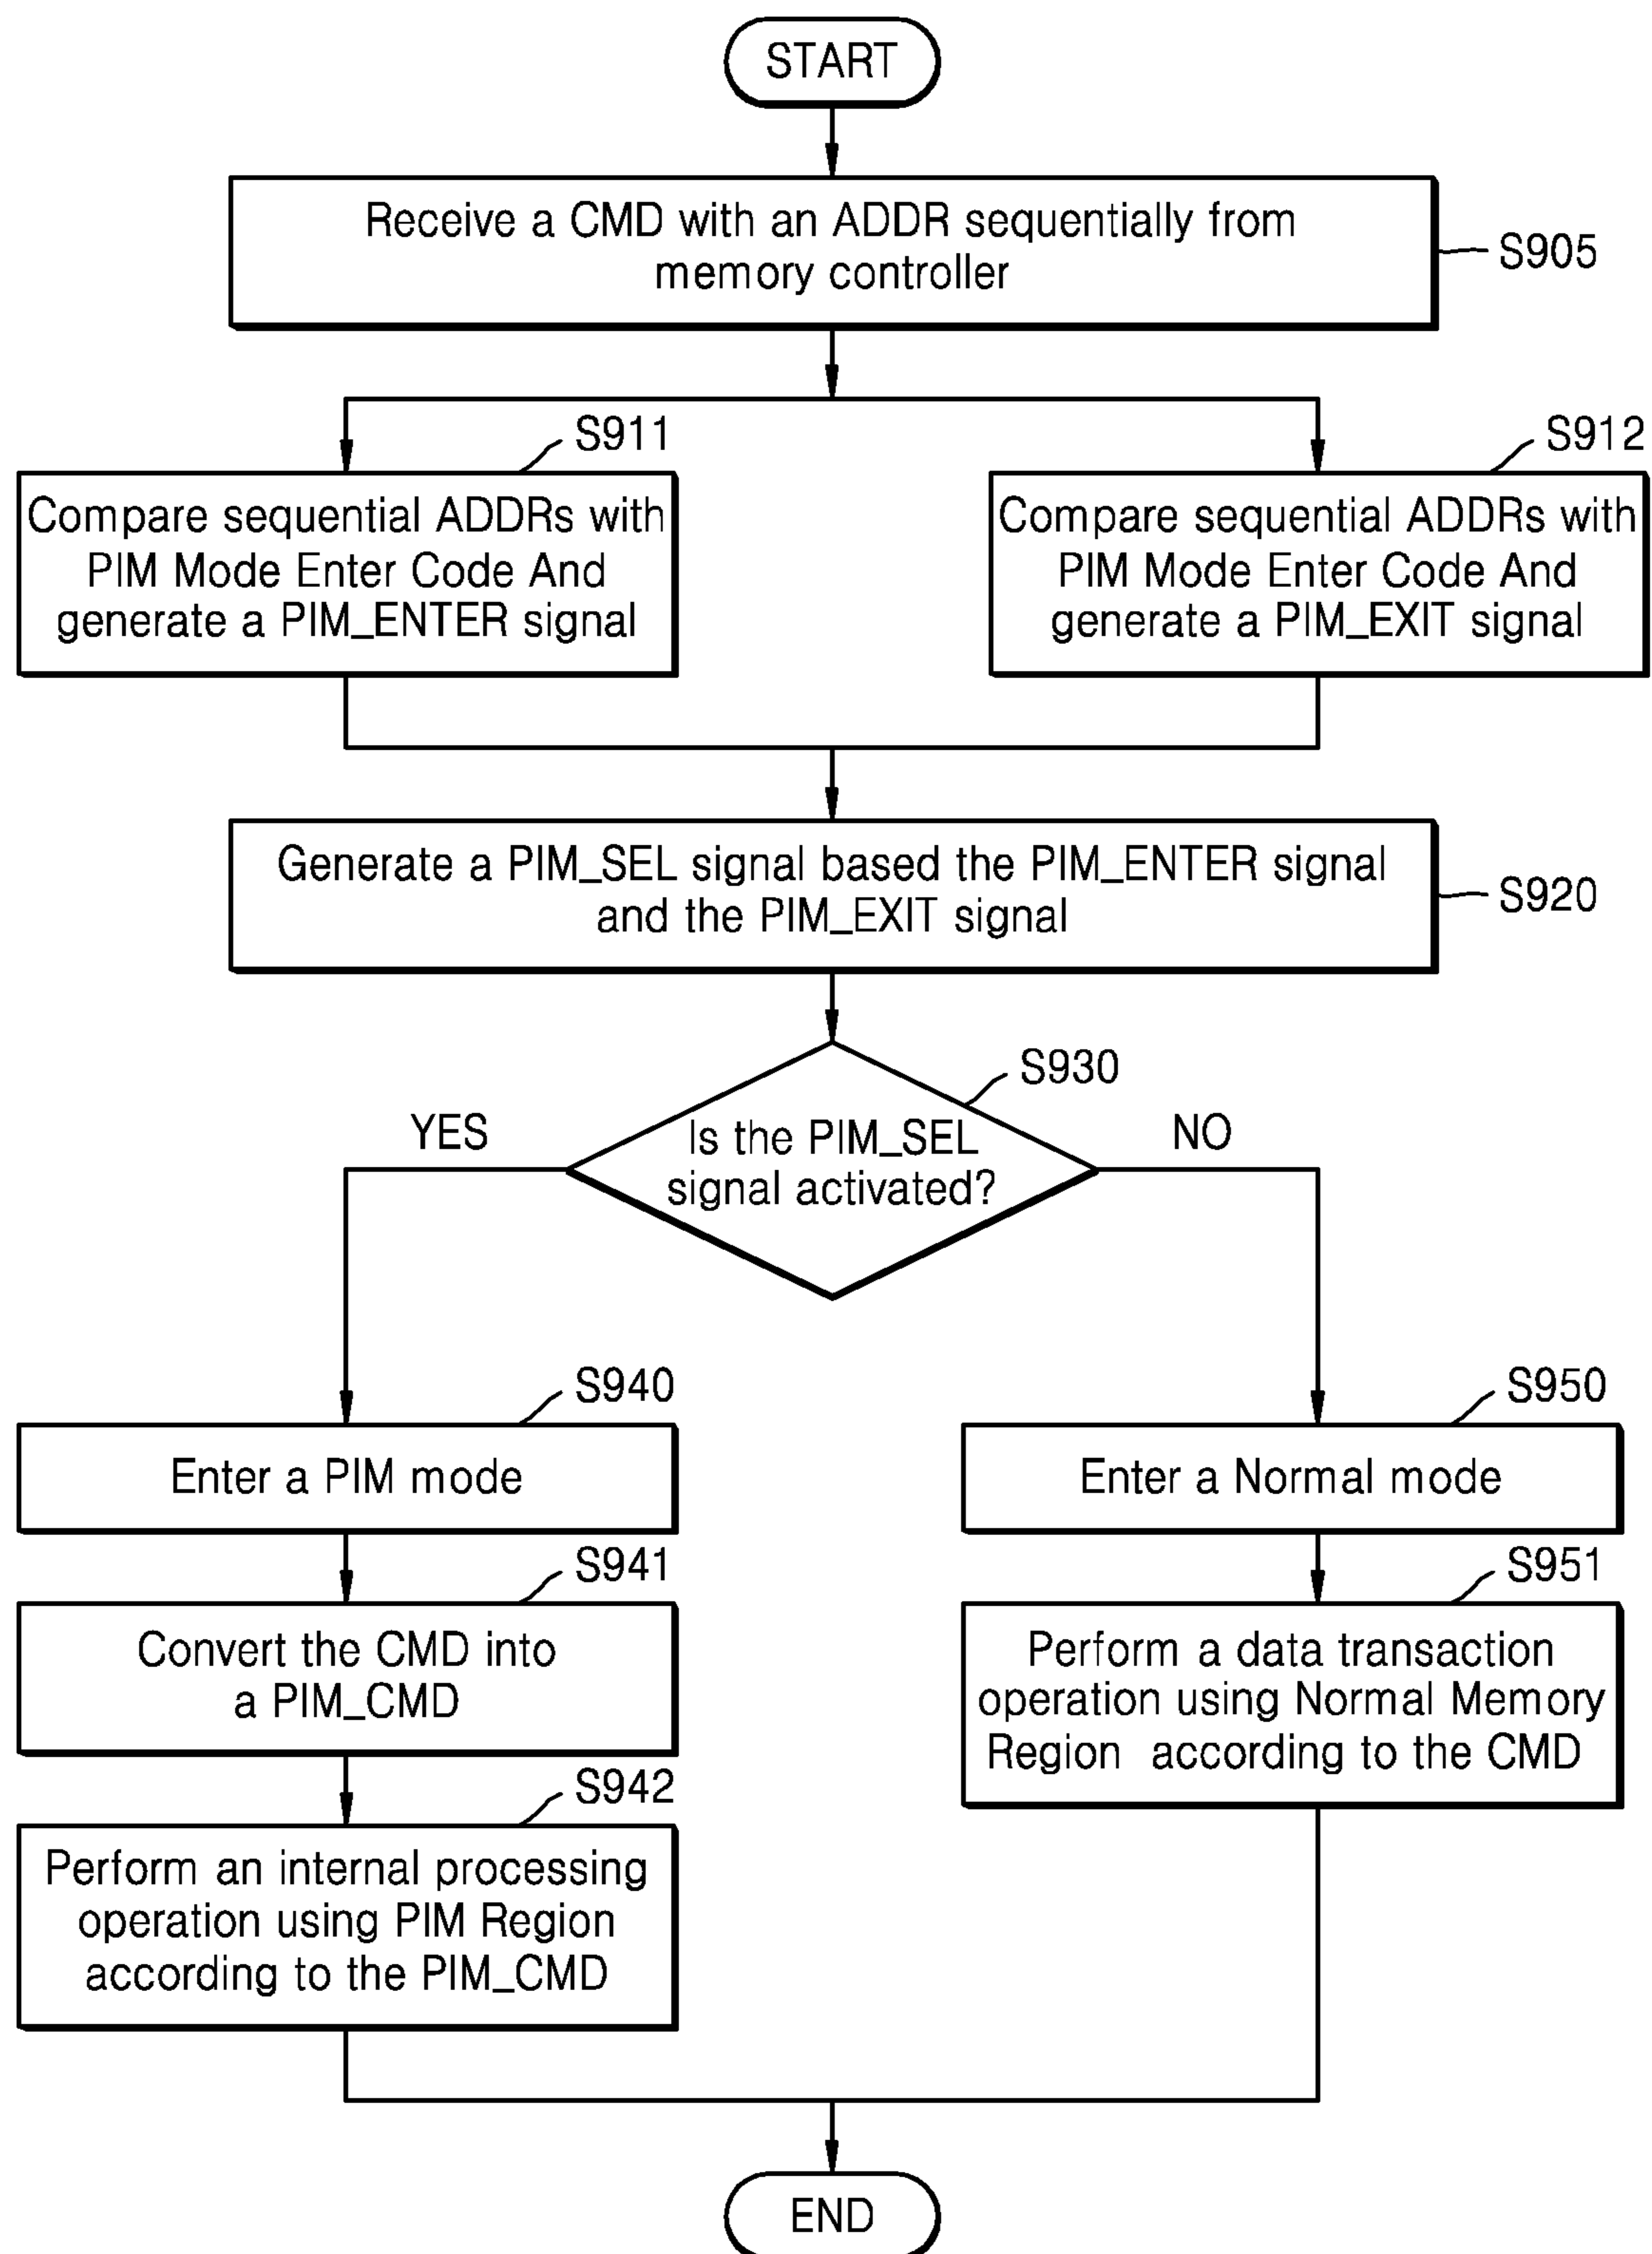 START
Receive a CMD with an ADDR sequentially from
memory controller
S905
S911
Compare sequential ADDRs with
PIM Mode Enter Code And
generate a PIM_ENTER signal
S912
Compare sequential ADDRs with
PIM Mode Enter Code And
generate a PIM_EXIT signal
Generate a PIM_SEL signal based the PIM_ENTER signal
and the PIM_EXIT signal
S920
S930
Is the PIM_SEL
signal activated?
YES
NO
S940
Enter a PIM mode
S941
Convert the CMD into
a PIM_CMD
S942
Perform an internal processing
operation using PIM Region
according to the PIM_CMD
S950
Enter a Normal mode
S951
Perform a data transaction
operation using Normal Memory
Region according to the CMD
END